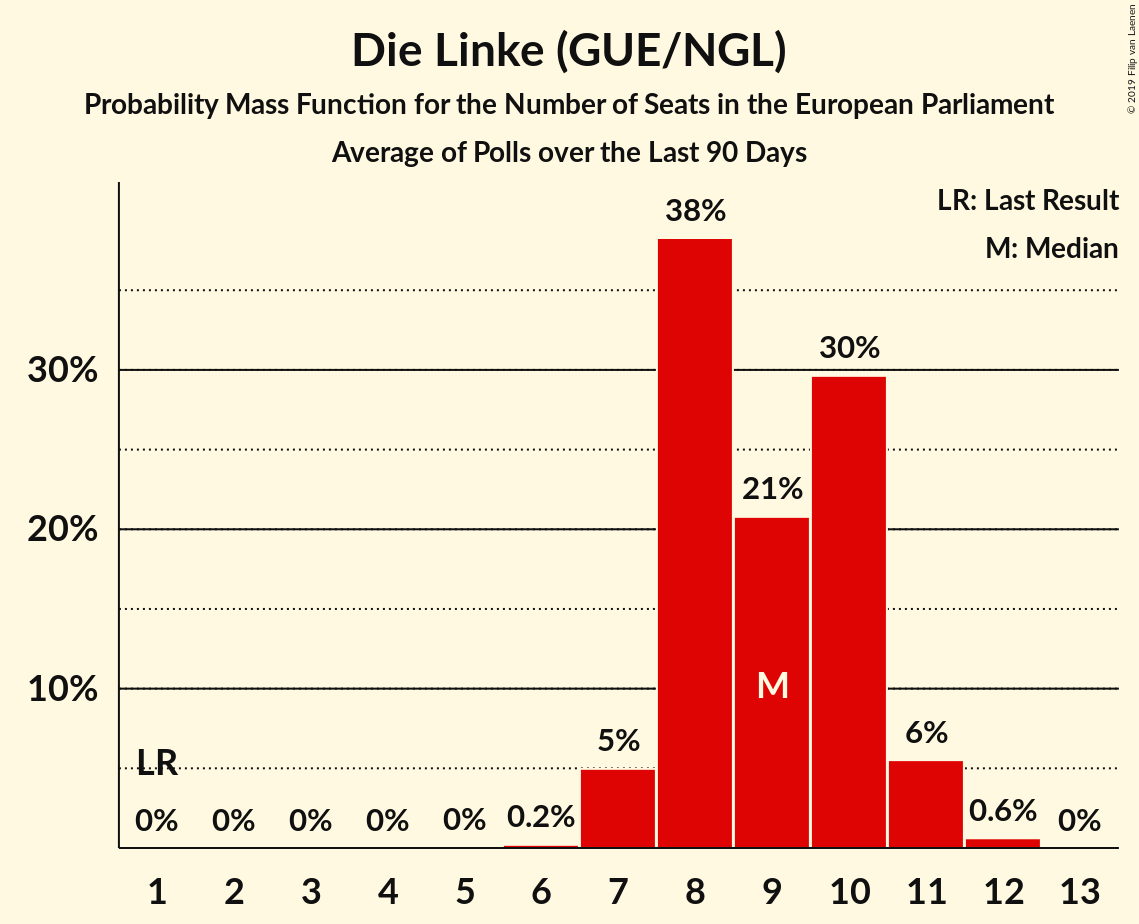 Die Linke (GUE/NGL)
Probability Mass Function for the Number of Seats in the European Parliament
Average of Polls over the Last 90 Days
© 2019 Filip van Laenen
LR: Last Result
M: Median
38%
30%
30%
21%
20%
M
10%
6%
5%
LR
0% 0% 0% 0% 0% 0.2% 0.6% 0%
1 2 3 4 5 6 7 8 9 10 11 12 13